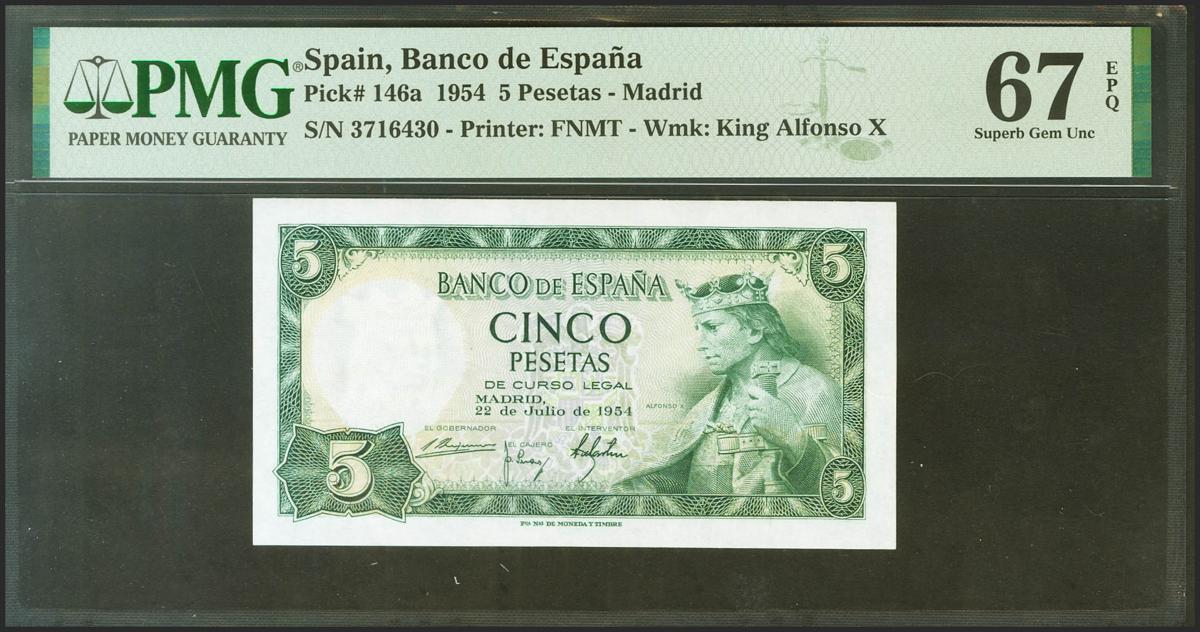 PMG®
PAPER MONEY GUARANTY
Spain, Banco de España
Pick# 146a 1954 5 Pesetas - Madrid
S/N 3716430 - Printer: FNMT - Wmk: King Alfonso X
67
EPQ
Superb Gem Unc
5
5
BANCO DE ESPAÑA
CINCO
PESETAS
DE CURSO LEGAL
MADRID,
22 de Julio de 1954
ALFONSO X
EL GOBERNADOR
EL INTERVENTOR
EL CAJERO
5
5
Fca Nal DE MONEDA Y TIMBRE